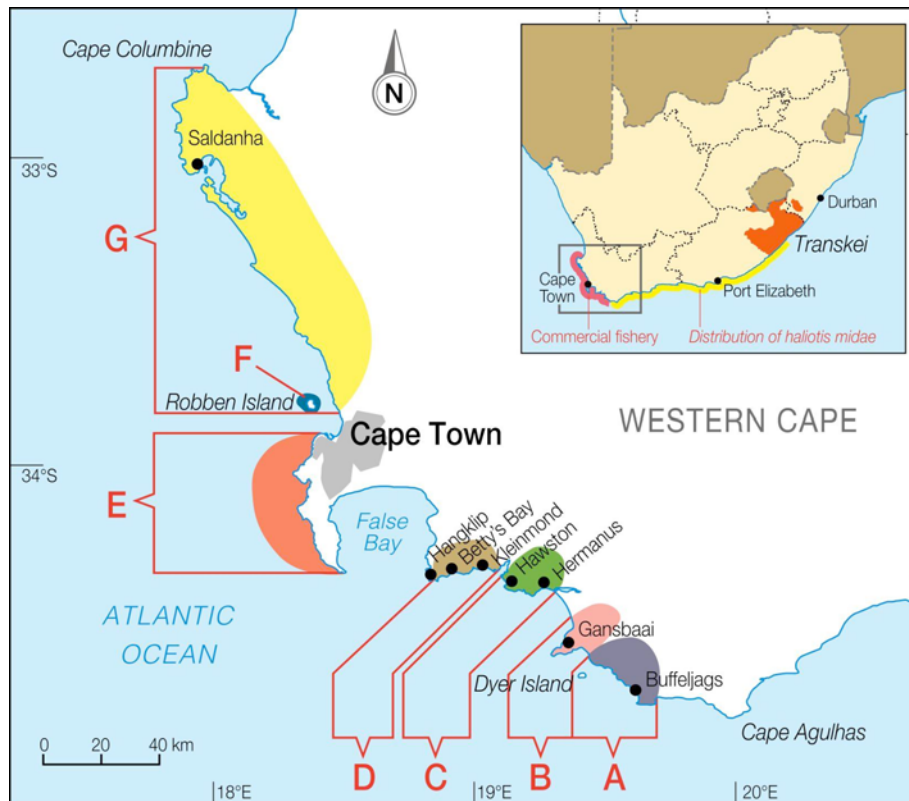 Cape Columbine
N
Saldanha
33°S
G
F
Robben Island
Cape Town
WESTERN CAPE
34°S
E
False
Bay
Hangklip
Betty's Bay
Kleinmond
Hawston
Hermanus
ATLANTIC
OCEAN
Gansbaai
Dyer Island
Buffeljags
Cape Agulhas
0 20 40 km
D
C
B
A
18°E
19°E
20°E
Durban
Transkei
Cape
Town
Port Elizabeth
Commercial fishery
Distribution of haliotis midae